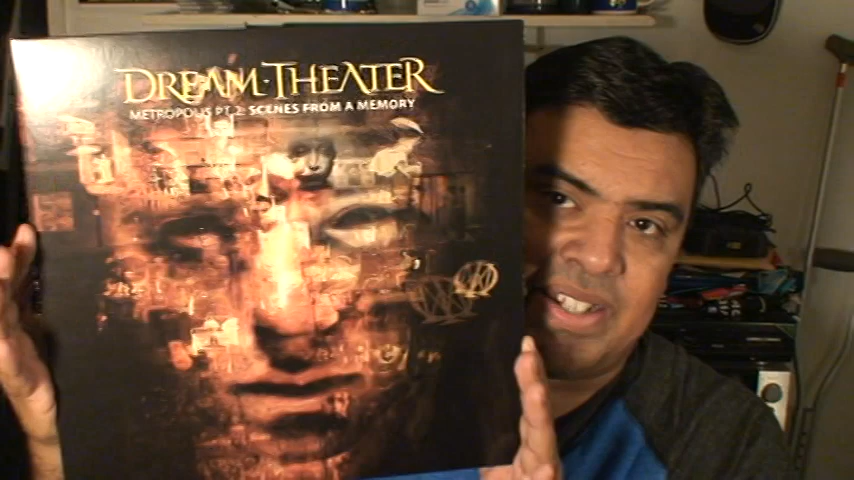 DREAM·THEATER
METROPOLIS PT. 2: SCENES FROM A MEMORY